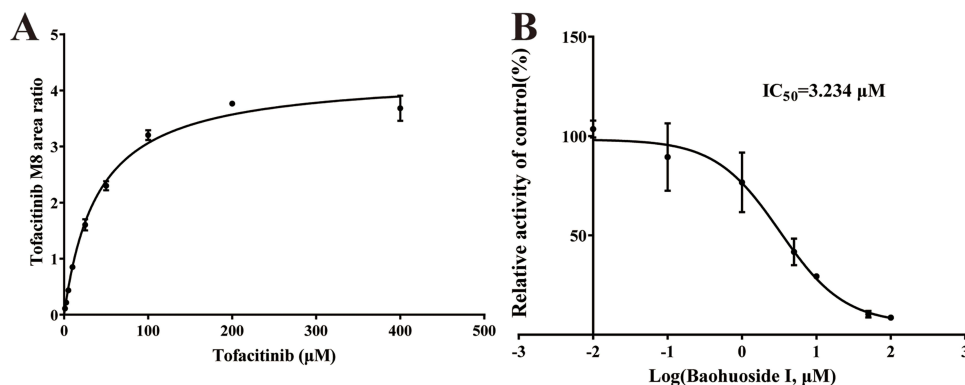 A
Tofacitinib M8 area ratio
5
4
3
2
1
0
0 100 200 300 400 500
Tofacitinib (μM)
B
Relative activity of control(%)
150
100
50
IC50=3.234 μM
-3 -2 -1 0 1 2 3
Log(Baohuoside I, μM)